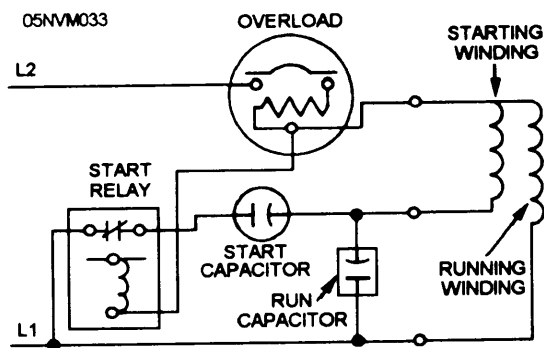 05NVM033
OVERLOAD
STARTING
WINDING
L2
START
RELAY
START
CAPACITOR
RUN
CAPACITOR
RUNNING
WINDING
L1